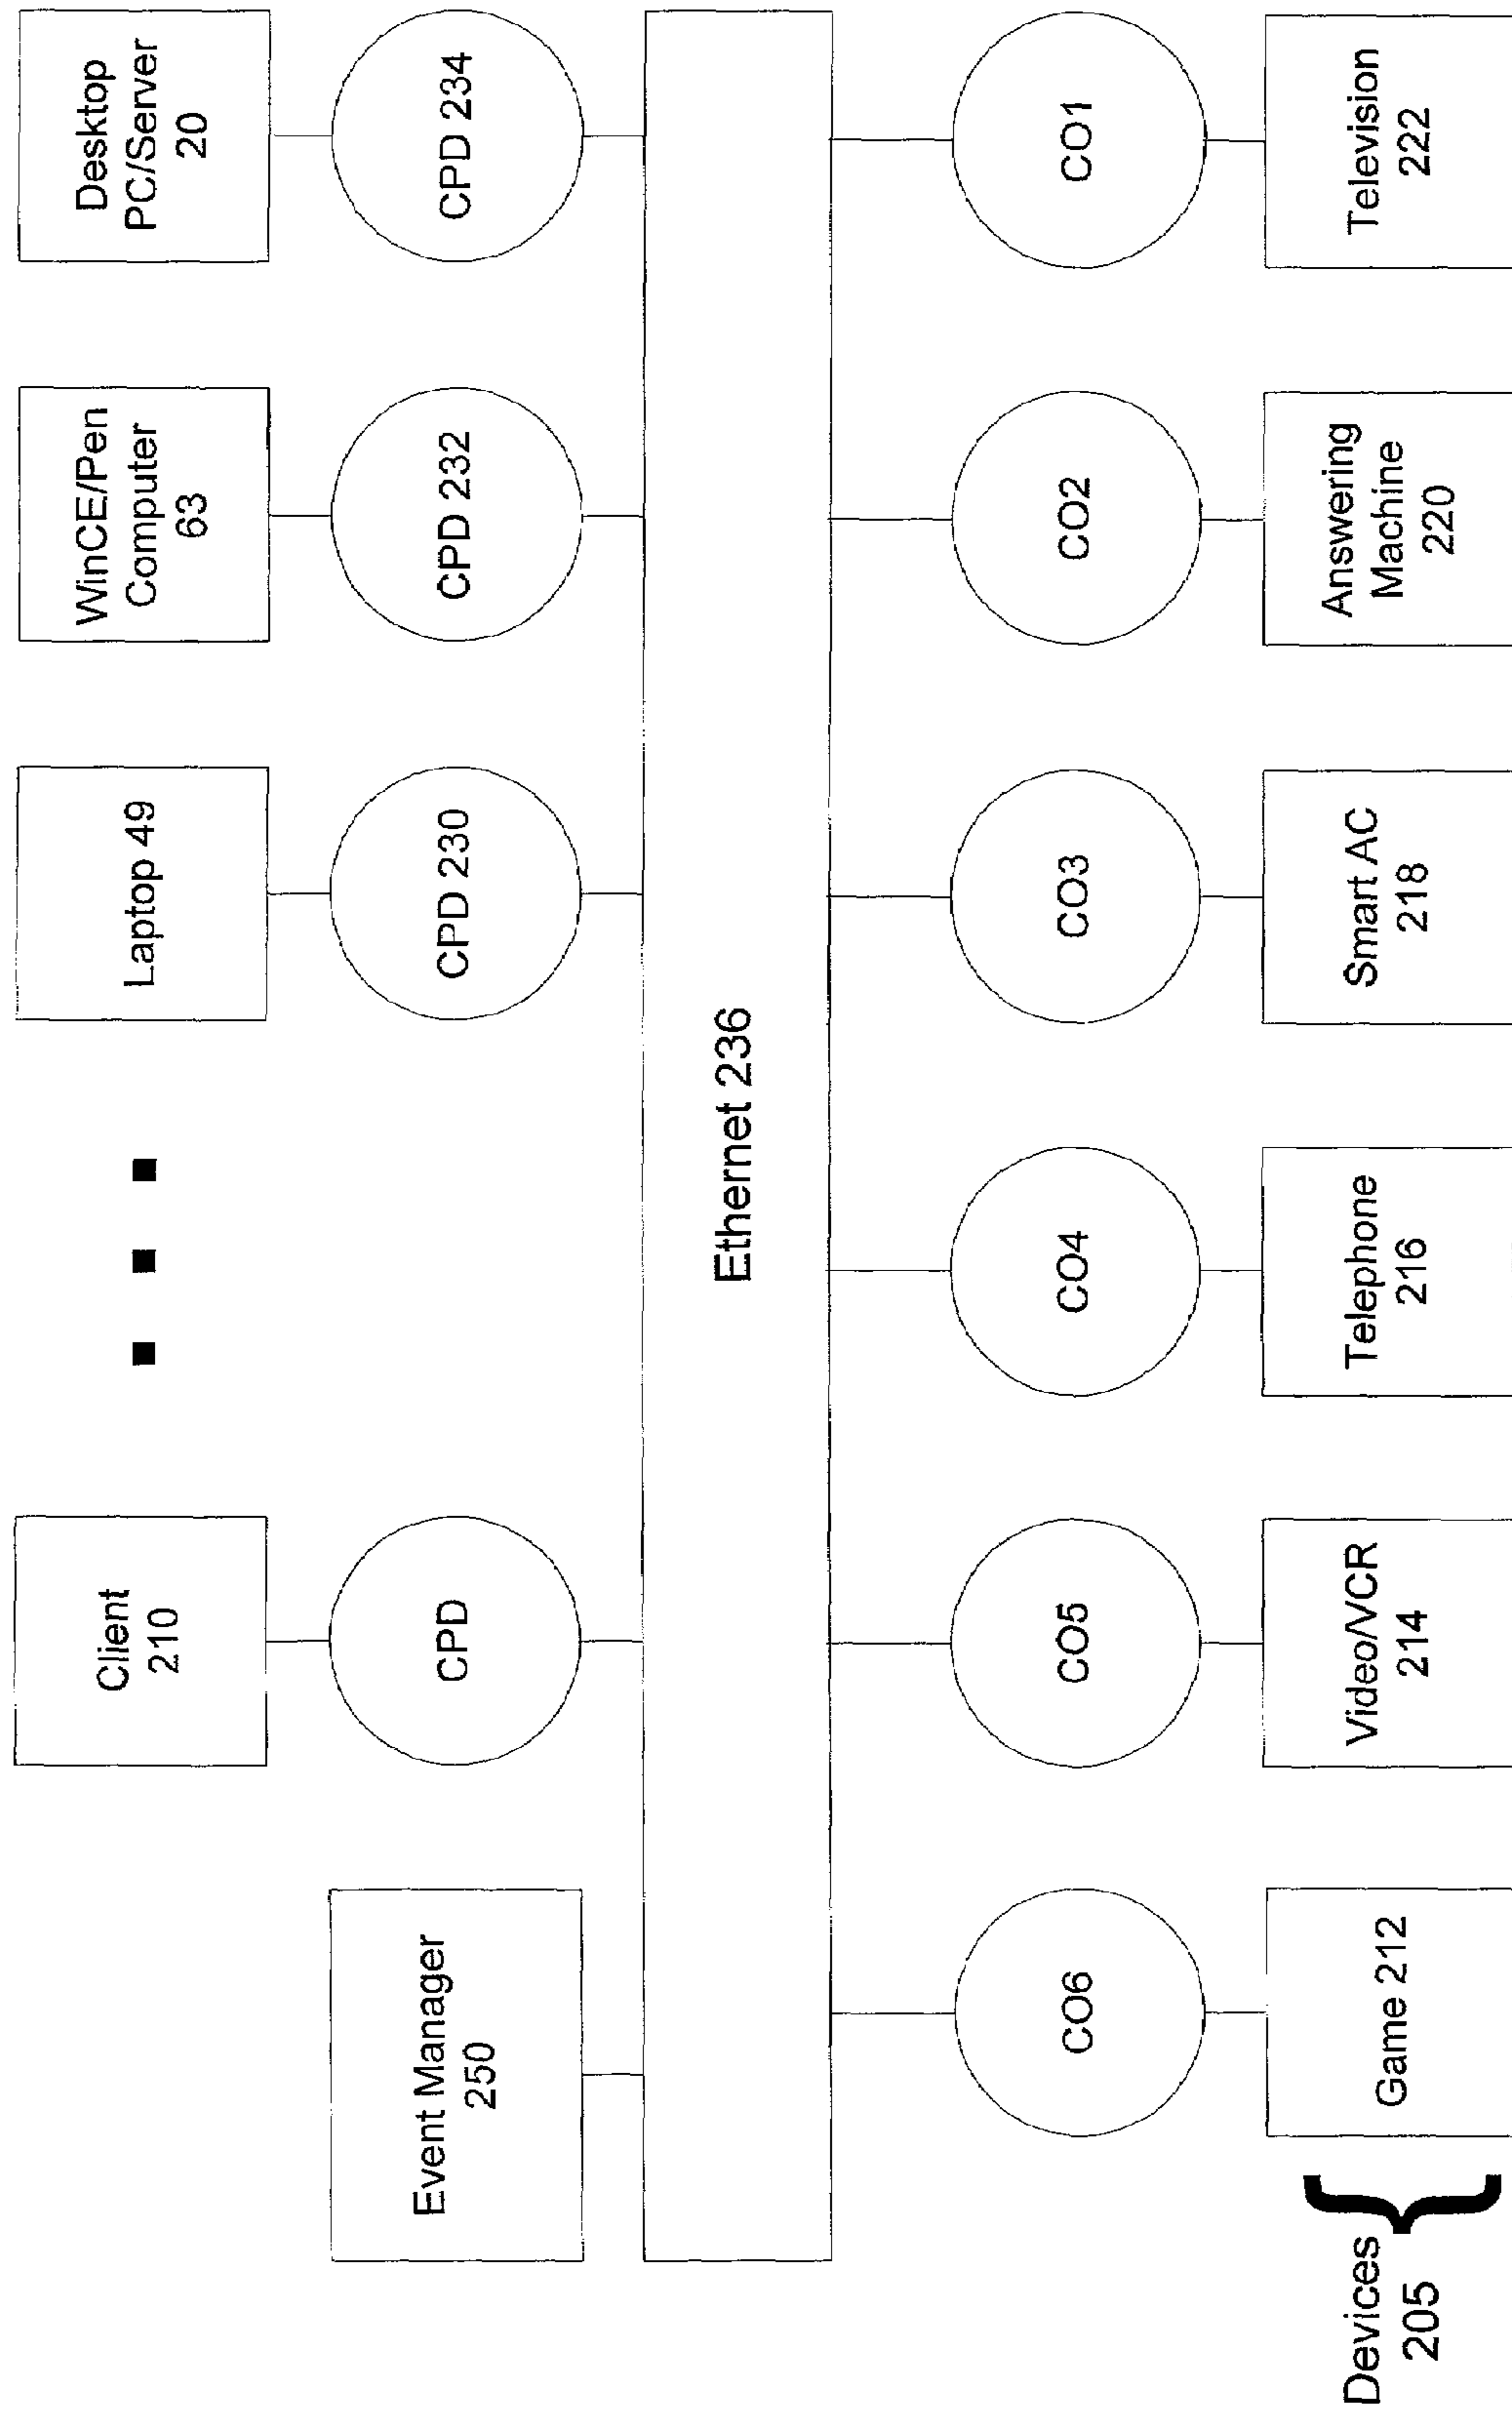 Client
210
Laptop 49
WinCE/Pen
Computer
63
Desktop
PC/Server
20
Event Manager
250
CPD
CPD 230
CPD 232
CPD 234
Ethernet 236
CO6
CO5
CO4
CO3
CO2
CO1
Devices
205
Game 212
Video/VCR
214
Telephone
216
Smart AC
218
Answering
Machine
220
Television
222